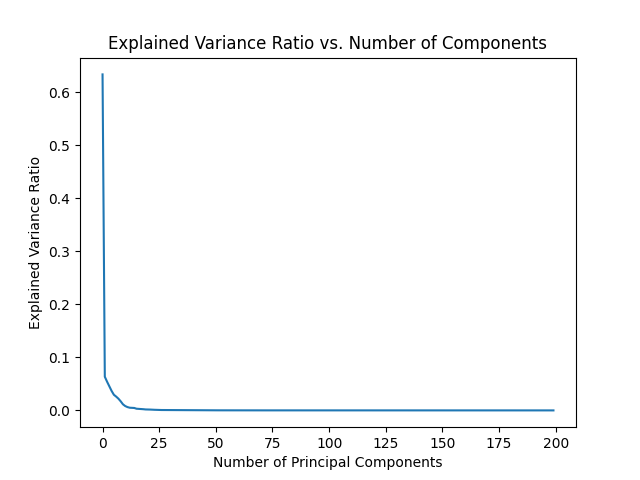 Explained Variance Ratio vs. Number of Components
0.6
0.5
0.4
0.3
0.2
0.1
0.0
Explained Variance Ratio
0 25 50 75 100 125 150 175 200
Number of Principal Components